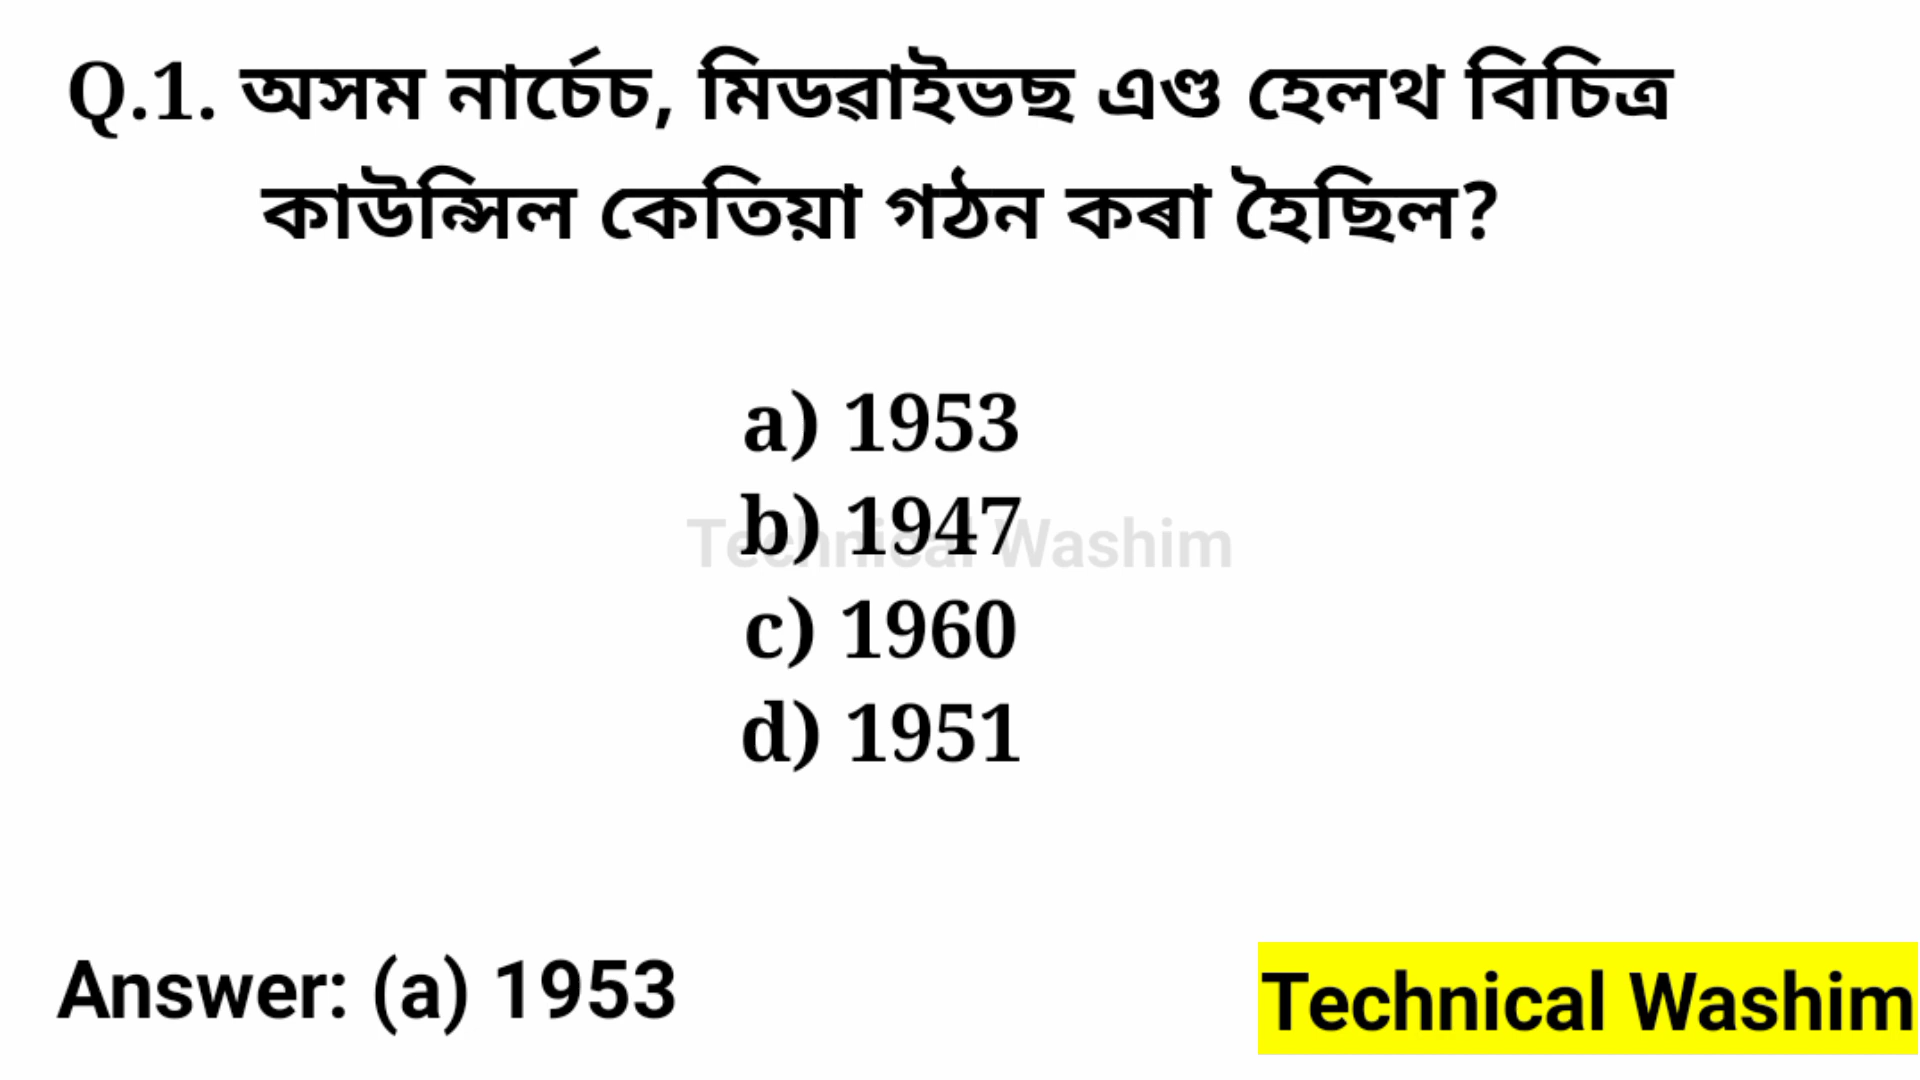 Q.1. অসম নাৰ্চেচ, মিডৱাইভছ এণ্ড হেলথ বিচিত্ৰ
কাউন্সিল কেতিয়া গঠন কৰা হৈছিল?
a) 1953
b) 1947
Technical Washim
c) 1960
d) 1951
Answer: (a) 1953
Technical Washim